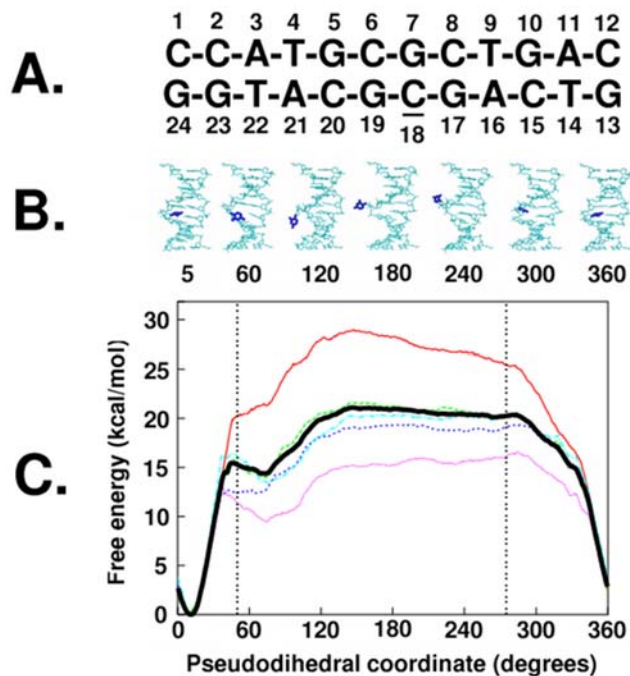 A.
1 2 3 4 5 6 7 8 9 10 11 12
C-C-A-T-G-C-G-C-T-G-A-C
G-G-T-A-C-G-C-G-A-C-T-G
24 23 22 21 20 19 18 17 16 15 14 13
B.
5 60 120 180 240 300 360
C.
Free energy (kcal/mol)
30
25
20
15
10
5
0
0 60 120 180 240 300 360
Pseudodihedral coordinate (degrees)